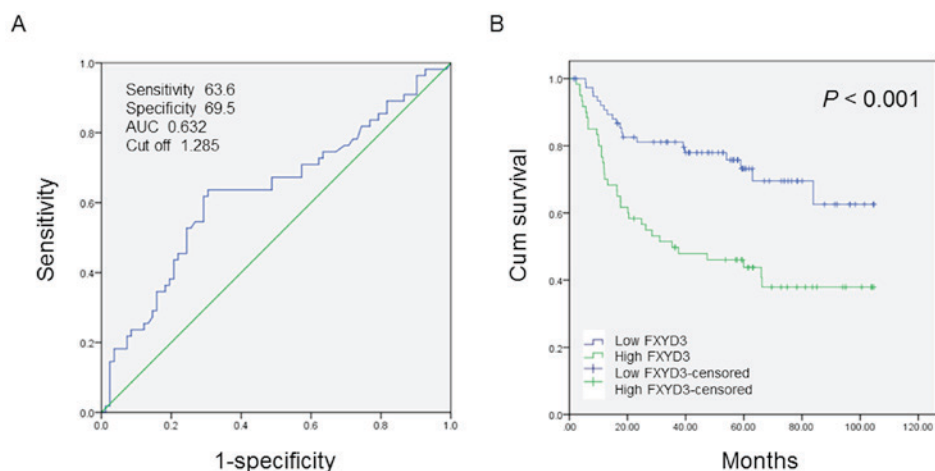 A
Sensitivity 63.6
Specificity 69.5
AUC 0.632
Cut off 1.285
1.0
0.8
0.6
0.4
0.2
0.0
Sensitivity
0.0 0.2 0.4 0.6 0.8 1.0
1-specificity
B
P < 0.001
1.0
0.8
0.6
0.4
0.2
0.0
Cum survival
Low FXYD3
High FXYD3
Low FXYD3-censored
High FXYD3-censored
.00 20.00 40.00 60.00 80.00 100.00 120.00
Months